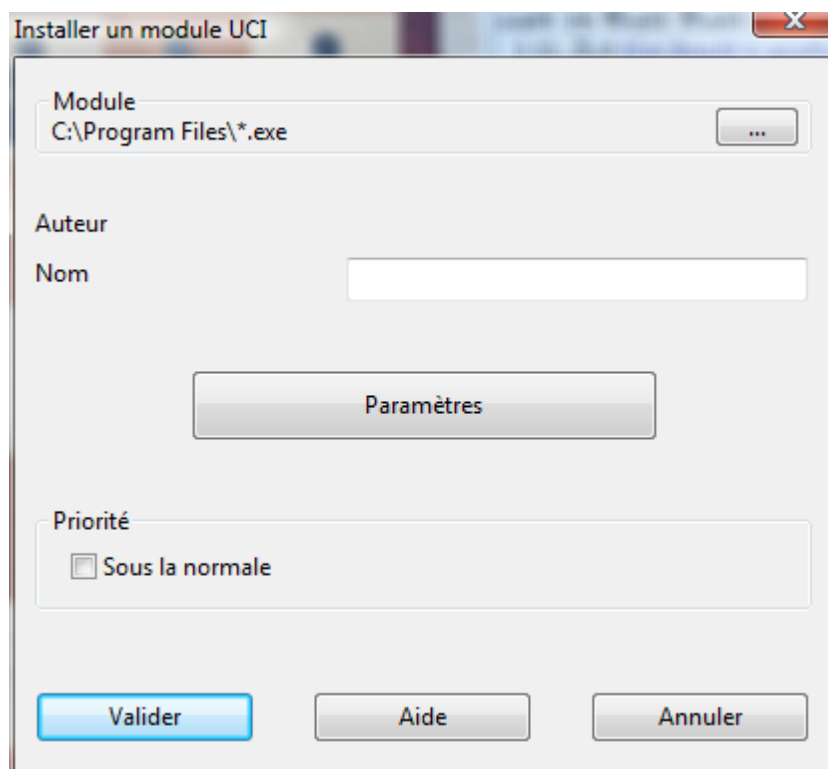 Installer un module UCI
Module
C:\Program Files\*.exe
...
Auteur
Nom
Paramètres
Priorité
Sous la normale
Valider
Aide
Annuler